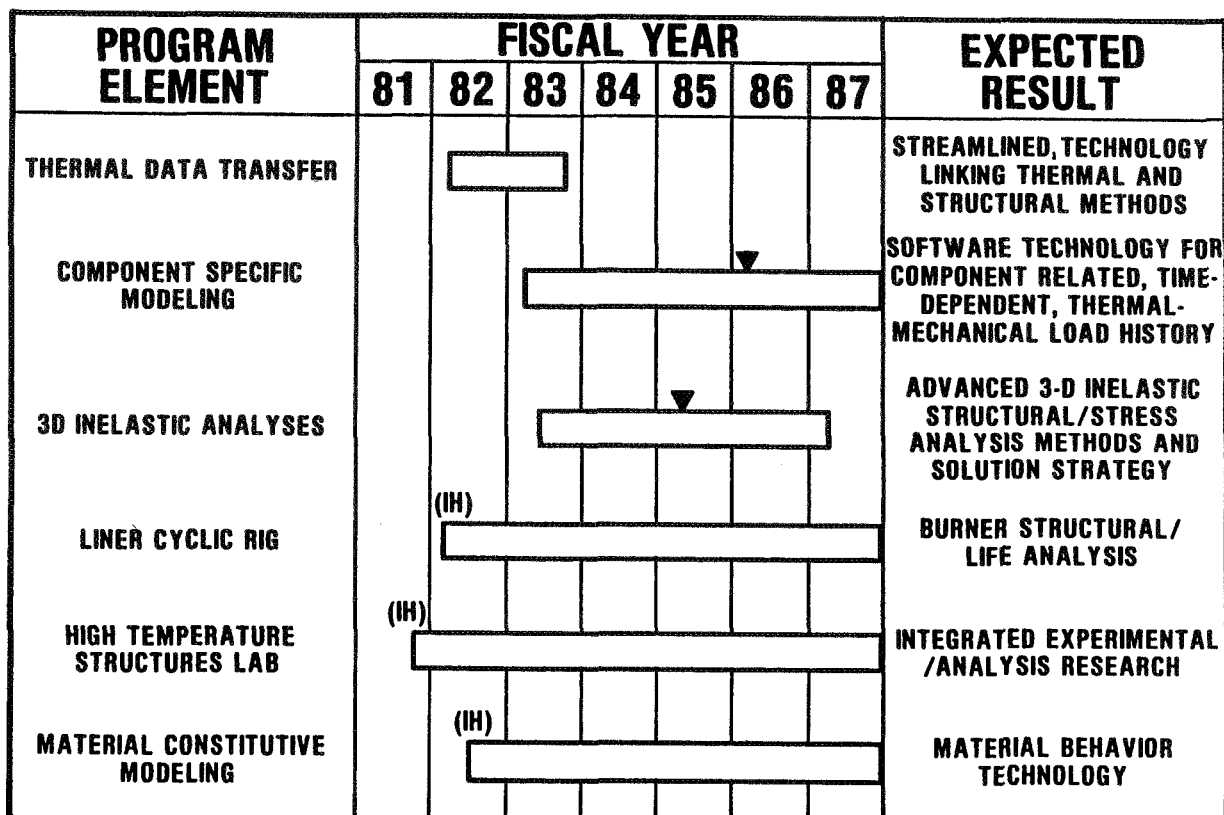 PROGRAM
ELEMENT
FISCAL YEAR
81 82 83 84 85 86 87
EXPECTED
RESULT
THERMAL DATA TRANSFER
STREAMLINED, TECHNOLOGY
LINKING THERMAL AND
STRUCTURAL METHODS
COMPONENT SPECIFIC
MODELING
SOFTWARE TECHNOLOGY FOR
COMPONENT RELATED, TIME-
DEPENDENT, THERMAL-
MECHANICAL LOAD HISTORY
3D INELASTIC ANALYSES
ADVANCED 3-D INELASTIC
STRUCTURAL/STRESS
ANALYSIS METHODS AND
SOLUTION STRATEGY
LINER CYCLIC RIG
(IH)
BURNER STRUCTURAL/
LIFE ANALYSIS
HIGH TEMPERATURE
STRUCTURES LAB
(IH)
INTEGRATED EXPERIMENTAL
/ANALYSIS RESEARCH
MATERIAL CONSTITUTIVE
MODELING
(IH)
MATERIAL BEHAVIOR
TECHNOLOGY